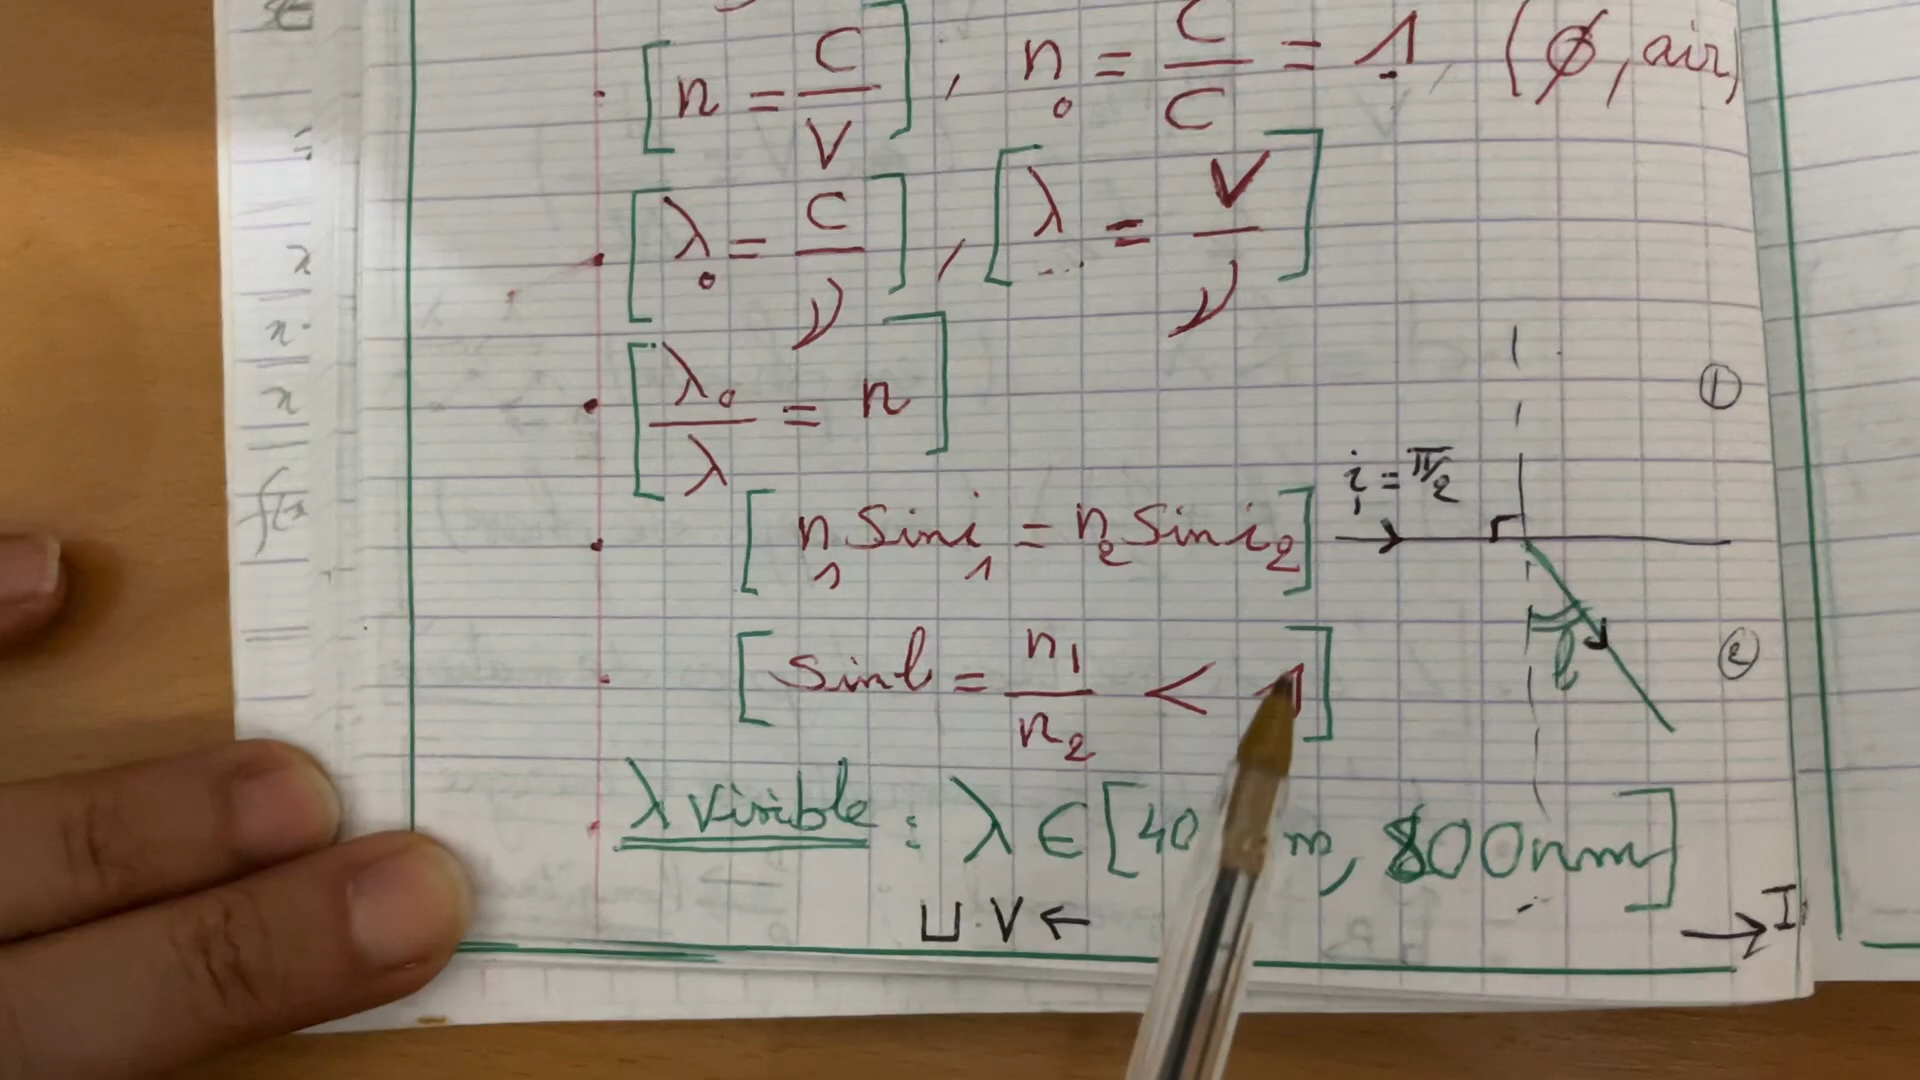 [n = C/V], n₀ = C/C = 1, (∅, air)
[λ₀ = C/ν], [λ = V/ν]
[λ₀/λ = n]
①
i₁ = π/2
[n₁ Sin i₁ = n₂ Sin i₂]
[Sin l = n₁/n₂ < 1]
l
②
λ visible : λ ∈ [40 m, 800nm]
U.V ← → I